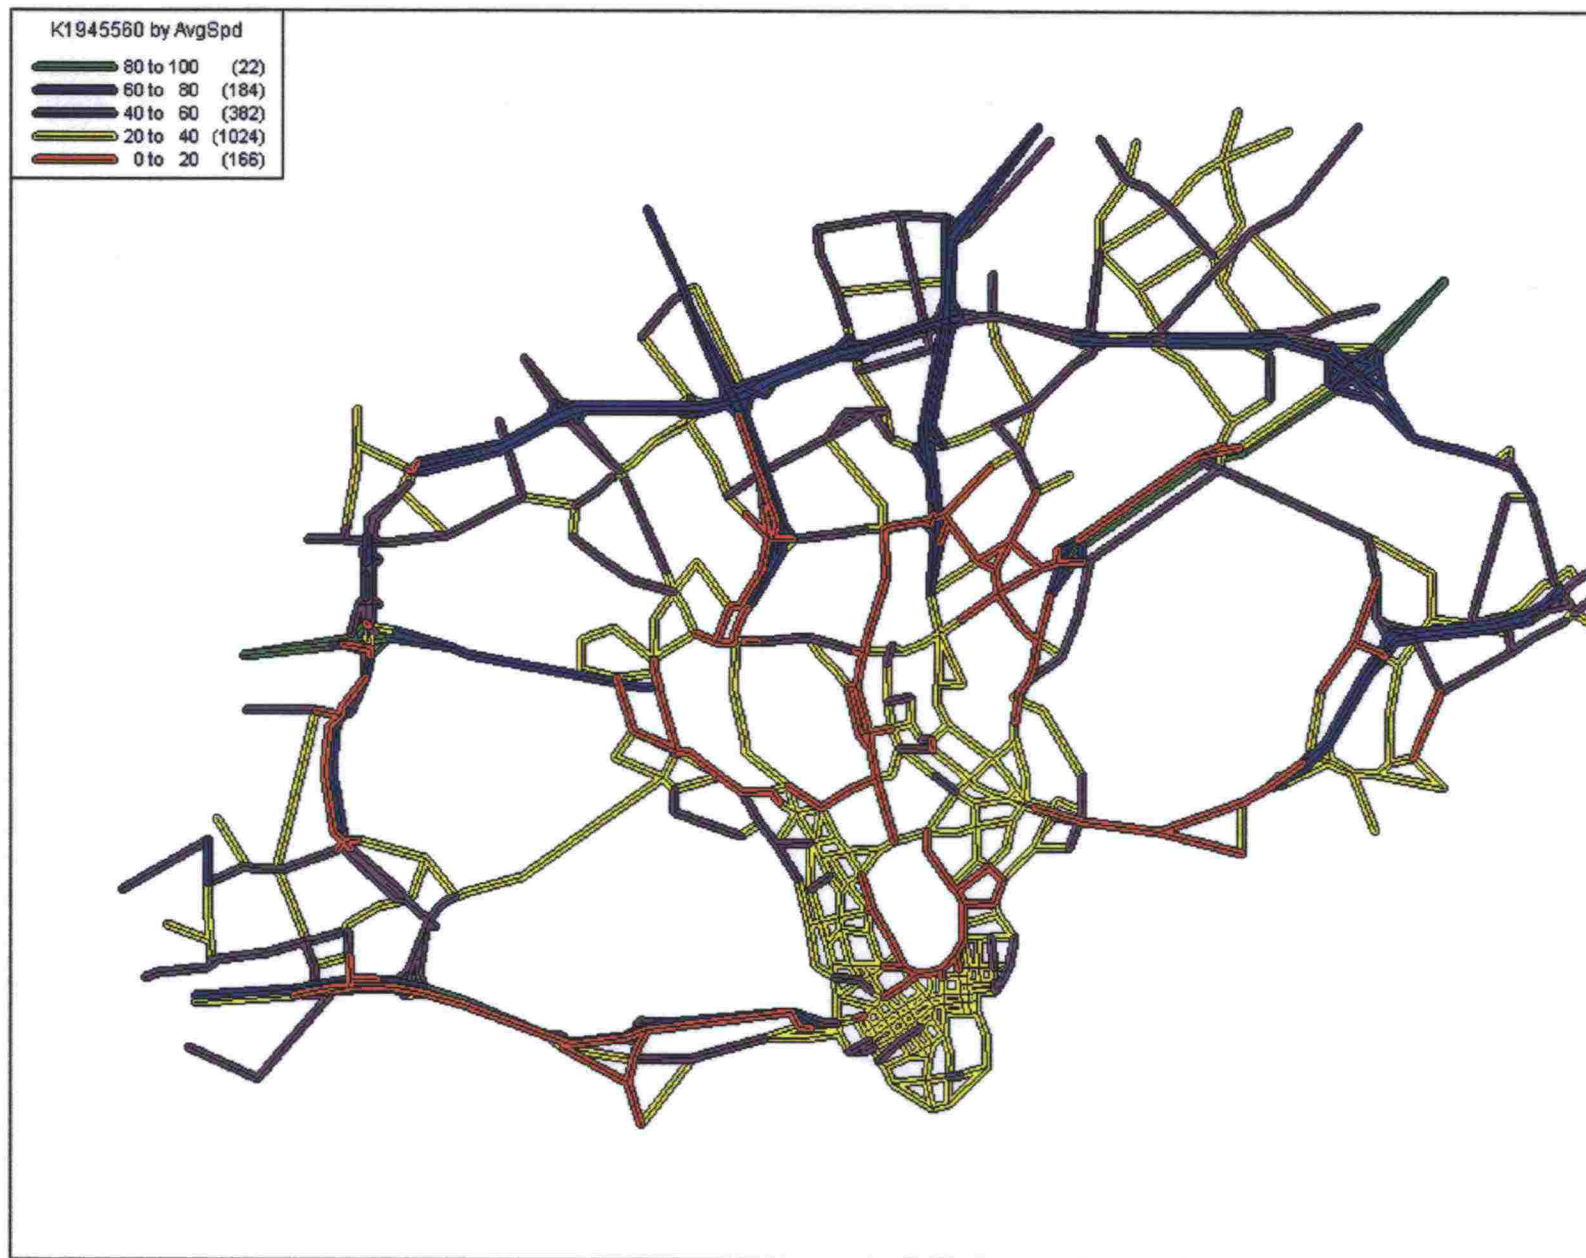 K1945560 by AvgSpd
80 to 100 (22)
60 to 80 (184)
40 to 60 (382)
20 to 40 (1024)
0 to 20 (166)